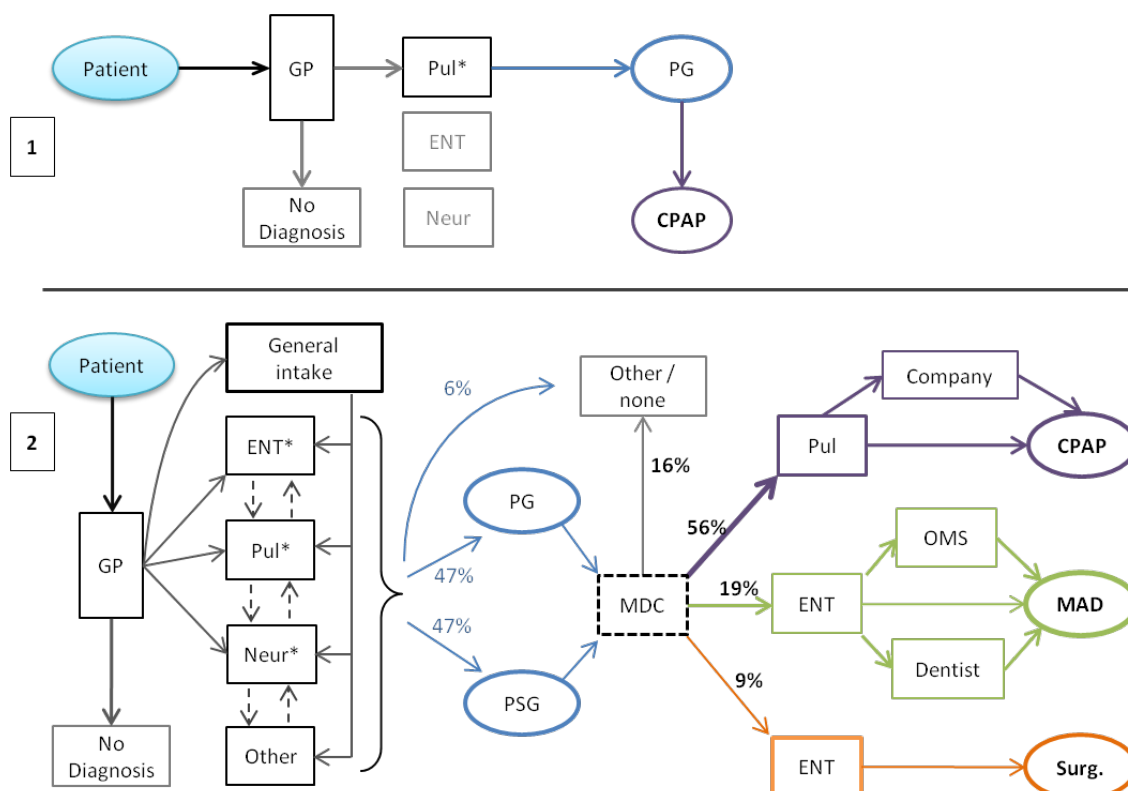 Patient
GP
Pul*
PG
1
ENT
No
Diagnosis
Neur
CPAP
Patient
General
intake
2
6%
Other /
none
Company
ENT*
Pul
CPAP
16%
PG
56%
GP
Pul*
47%
OMS
MDC
19%
ENT
MAD
47%
Neur*
Dentist
PSG
9%
No
Diagnosis
Other
ENT
Surg.